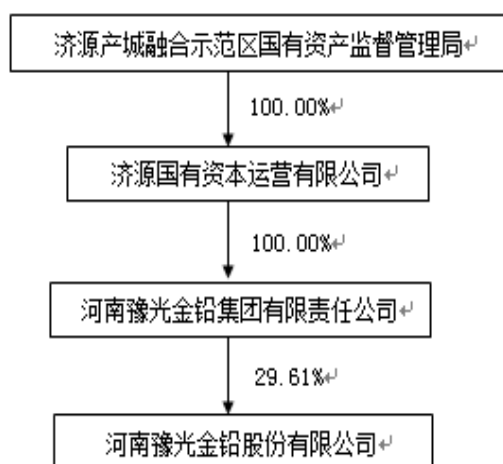 济源产城融合示范区国有资产监督管理局↵
100.00%↵
济源国有资本运营有限公司↵
100.00%↵
河南豫光金铅集团有限责任公司↵
29.61%↵
河南豫光金铅股份有限公司↵